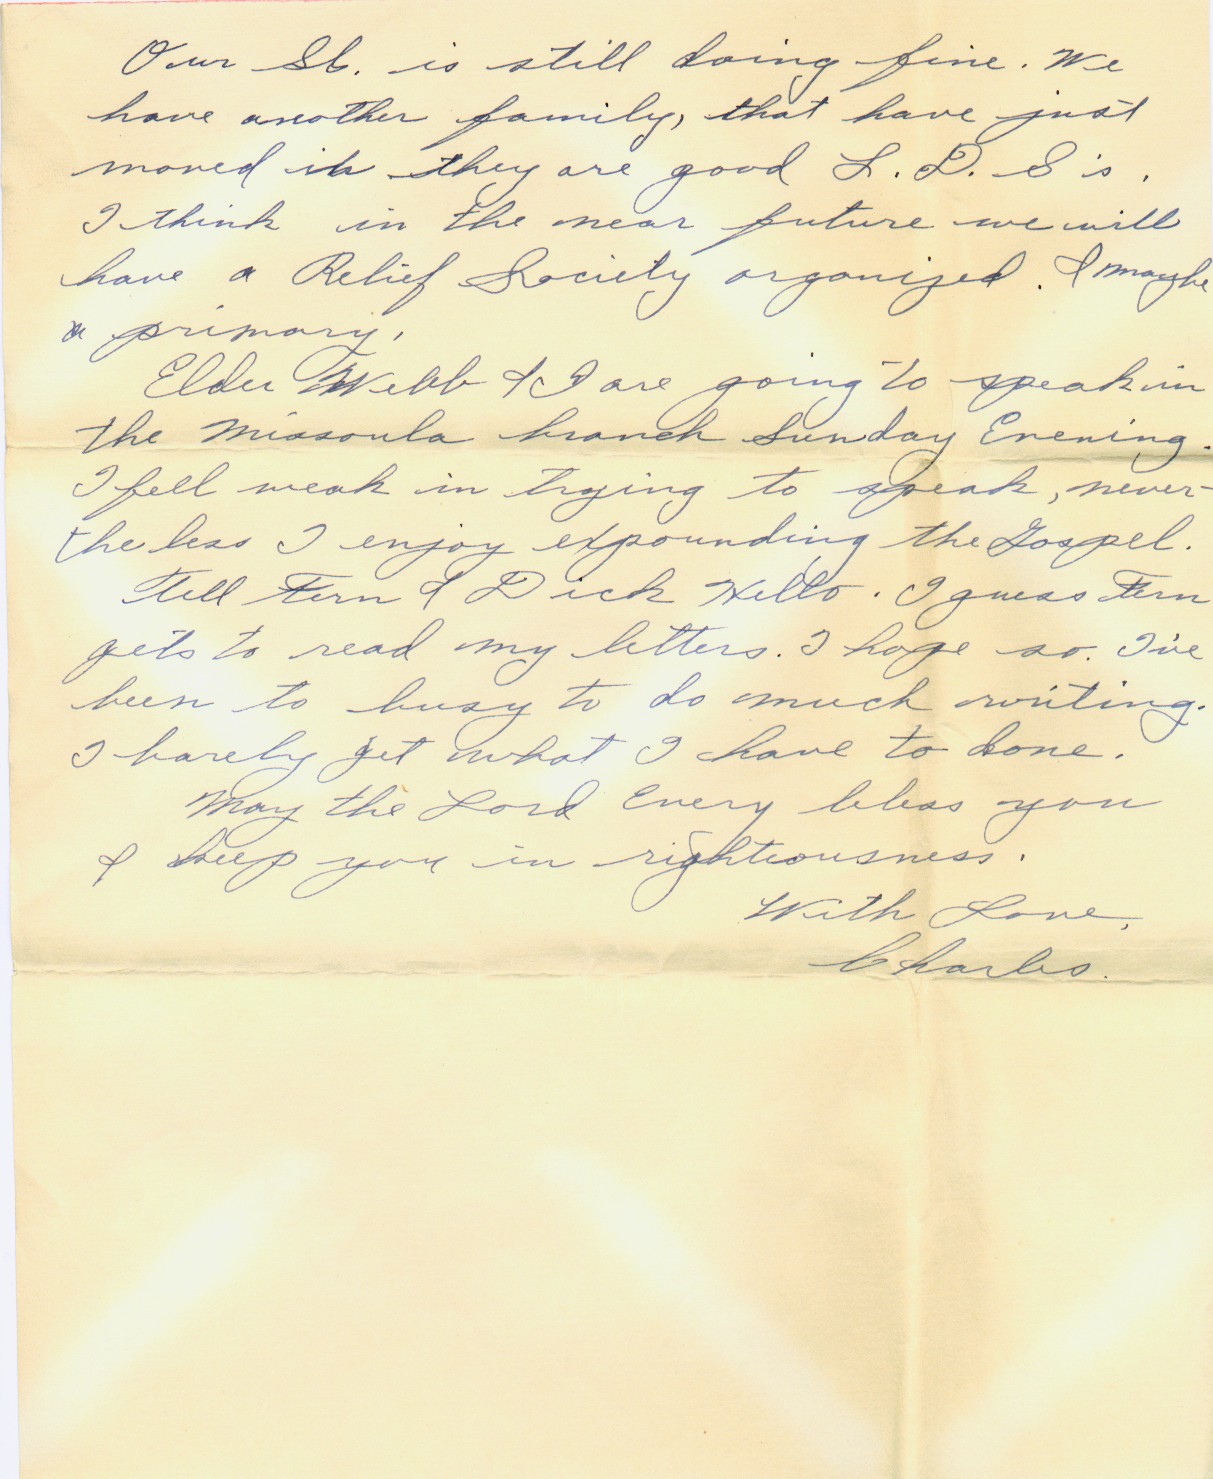 Our SS. is still doing fine. We
have another family, that have just
moved in they are good L. D. S's.
I think in the near future we will
have a Relief Society organized. & maybe
a primary.
Elder Webb & I are going to speak in
the Missoula branch Sunday Evening.
I fell weak in trying to speak, never-
the less I enjoy expounding the Gospel.
Tell Fern & Dick Hello. I guess Fern
gets to read my letters. I hope so. I've
been to busy to do much writing.
I barely get what I have to done.
May the Lord Every bless you
& keep you in righteousness.
With Love,
Charles.